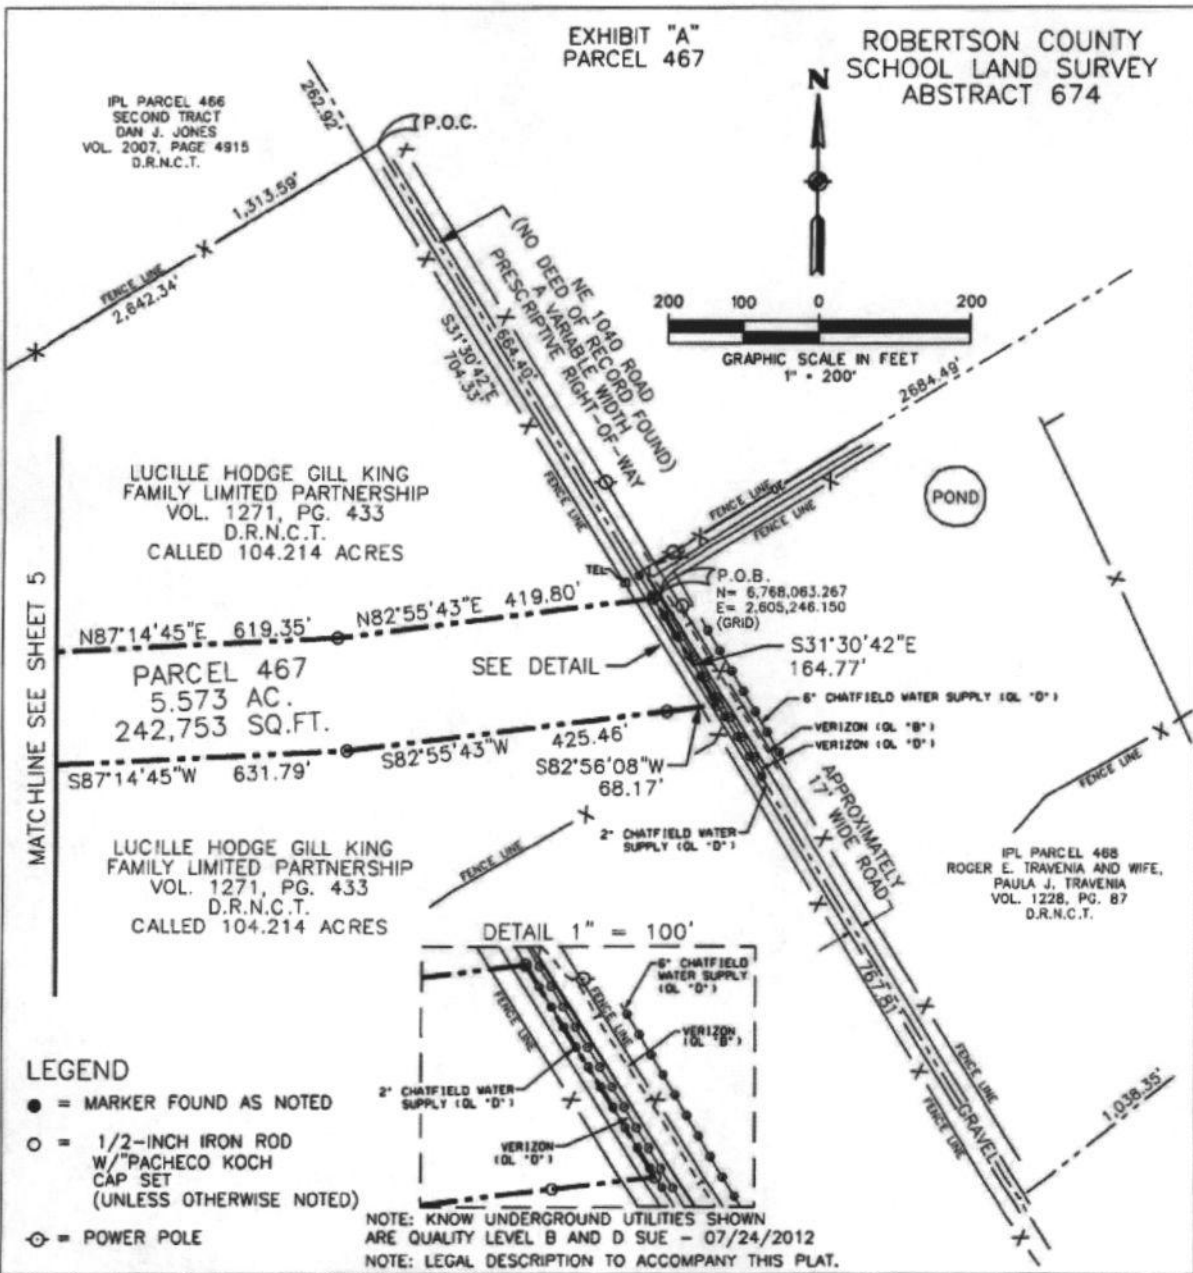 EXHIBIT "A"
PARCEL 467
ROBERTSON COUNTY
SCHOOL LAND SURVEY
ABSTRACT 674
N
IPL PARCEL 466
SECOND TRACT
DAN J. JONES
VOL. 2007, PAGE 4915
D.R.N.C.T.
262.92'
P.O.C.
1,313.59'
FENCE LINE
2,642.34'
NE 1040 ROAD
(NO DEED OF RECORD FOUND)
A VARIABLE WIDTH
PRESCRIPTIVE RIGHT-OF-WAY
664.40'
S31°30'42"E
704.33'
FENCE LINE
200 100 0 200
GRAPHIC SCALE IN FEET
1" = 200'
2684.49'
FENCE LINE
FENCE LINE
POND
LUCILLE HODGE GILL KING
FAMILY LIMITED PARTNERSHIP
VOL. 1271, PG. 433
D.R.N.C.T.
CALLED 104.214 ACRES
MATCHLINE SEE SHEET 5
TEL
P.O.B.
N= 6,768,063.267
E= 2,605,246.150
(GRID)
N87°14'45"E 619.35'
N82°55'43"E 419.80'
S31°30'42"E
164.77'
SEE DETAIL
PARCEL 467
5.573 AC.
242,753 SQ.FT.
6" CHATFIELD WATER SUPPLY (QL "D")
VERIZON (QL "B")
VERIZON (QL "D")
S87°14'45"W 631.79'
S82°55'43"W 425.46'
S82°56'08"W
68.17'
2" CHATFIELD WATER
SUPPLY (QL "D")
APPROXIMATELY
17' WIDE ROAD
FENCE LINE
FENCE LINE
LUCILLE HODGE GILL KING
FAMILY LIMITED PARTNERSHIP
VOL. 1271, PG. 433
D.R.N.C.T.
CALLED 104.214 ACRES
IPL PARCEL 468
ROGER E. TRAVENIA AND WIFE,
PAULA J. TRAVENIA
VOL. 1228, PG. 87
D.R.N.C.T.
767.81'
FENCE LINE
GRAVEL
FENCE LINE
1,038.35'
DETAIL 1" = 100'
6" CHATFIELD
WATER SUPPLY
(QL "D")
FENCE LINE
VERIZON
(QL "B")
FENCE LINE
2" CHATFIELD WATER
SUPPLY (QL "D")
VERIZON
(QL "D")
LEGEND
= MARKER FOUND AS NOTED
= 1/2-INCH IRON ROD
W/"PACHECO KOCH
CAP SET
(UNLESS OTHERWISE NOTED)
= POWER POLE
NOTE: KNOW UNDERGROUND UTILITIES SHOWN
ARE QUALITY LEVEL B AND D SUE - 07/24/2012
NOTE: LEGAL DESCRIPTION TO ACCOMPANY THIS PLAT.